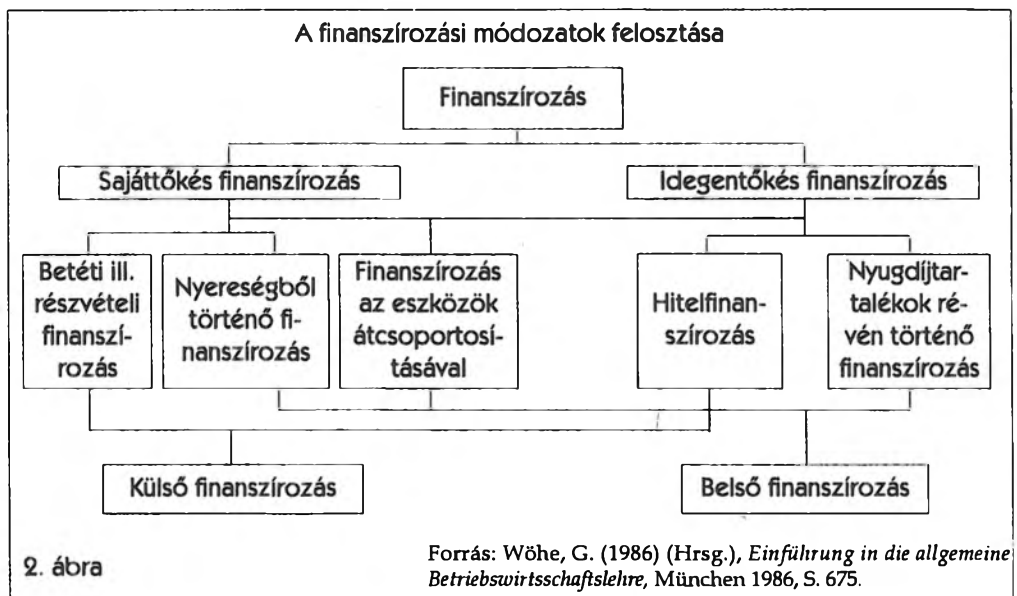 A finanszírozási módozatok felosztása
Finanszírozás
Sajáttőkés finanszírozás
Idegentőkés finanszírozás
Betéti ill.
részvételi
finanszí-
rozás
Nyereségből
történő fi-
nanszírozás
Finanszírozás
az eszközök
átcsoportosí-
tásával
Hitelfinan-
szírozás
Nyugdíjtar-
talékok ré-
vén történő
finanszírozás
Külső finanszírozás
Belső finanszírozás
2. ábra
Forrás: Wöhe, G. (1986) (Hrsg.), Einführung in die allgemeine
Betriebswirtsschaftslehre, München 1986, S. 675.